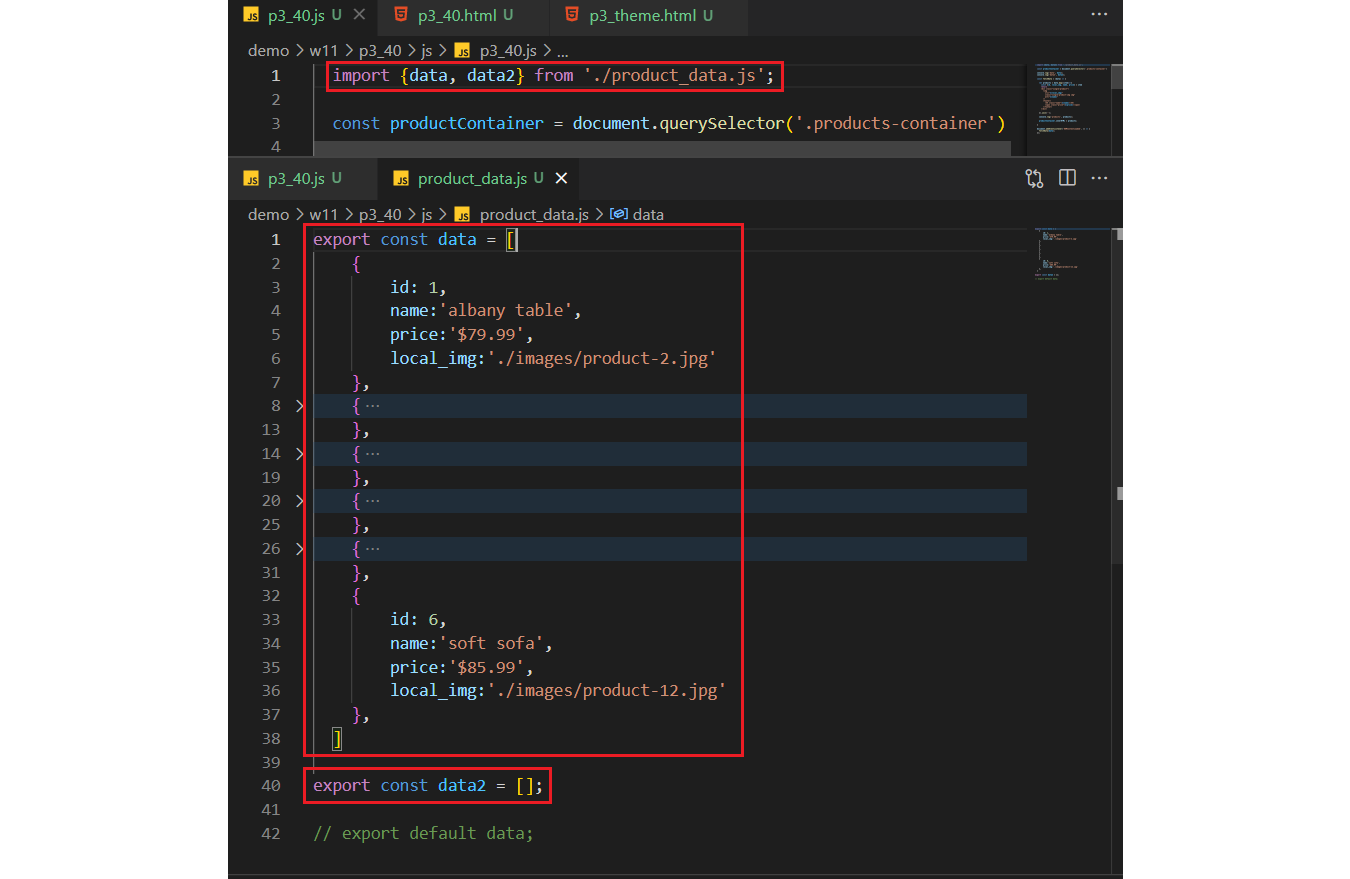 JS p3_40.js U
p3_40.html U
p3_theme.html U
demo > w11 > p3_40 > js > JS p3_40.js > ...
1 import {data, data2} from './product_data.js';
2
3 const productContainer = document.querySelector('.products-container')
4
JS p3_40.js U
JS product_data.js U
demo > w11 > p3_40 > js > JS product_data.js > data
1 export const data = [
2 {
3 id: 1,
4 name:'albany table',
5 price:'$79.99',
6 local_img:'./images/product-2.jpg'
7 },
8 { ...
13 },
14 { ...
19 },
20 { ...
25 },
26 { ...
31 },
32 {
33 id: 6,
34 name:'soft sofa',
35 price:'$85.99',
36 local_img:'./images/product-12.jpg'
37 },
38 ]
39
40 export const data2 = [];
41
42 // export default data;